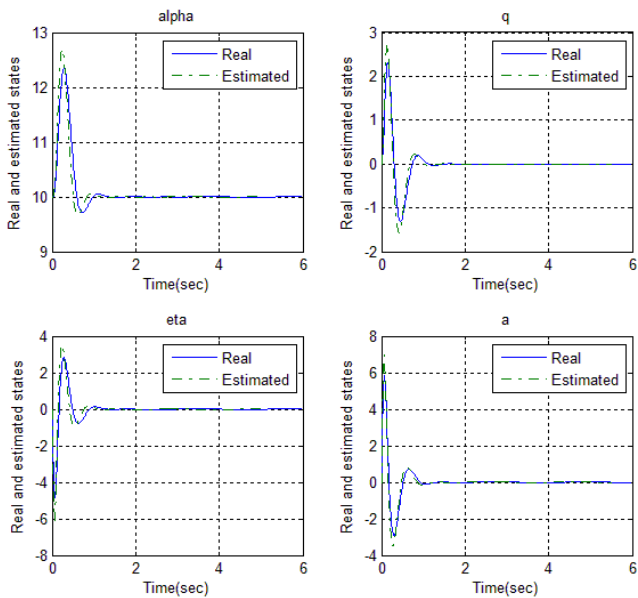 alpha
13
12
11
10
9
0
2
4
6
Real and estimated states
Time(sec)
Real
Estimated
q
3
2
1
0
-1
-2
0
2
4
6
Real and estimated states
Time(sec)
Real
Estimated
eta
4
2
0
-2
-4
-6
-8
0
2
4
6
Real and estimated states
Time(sec)
Real
Estimated
a
8
6
4
2
0
-2
-4
0
2
4
6
Real and estimated states
Time(sec)
Real
Estimated